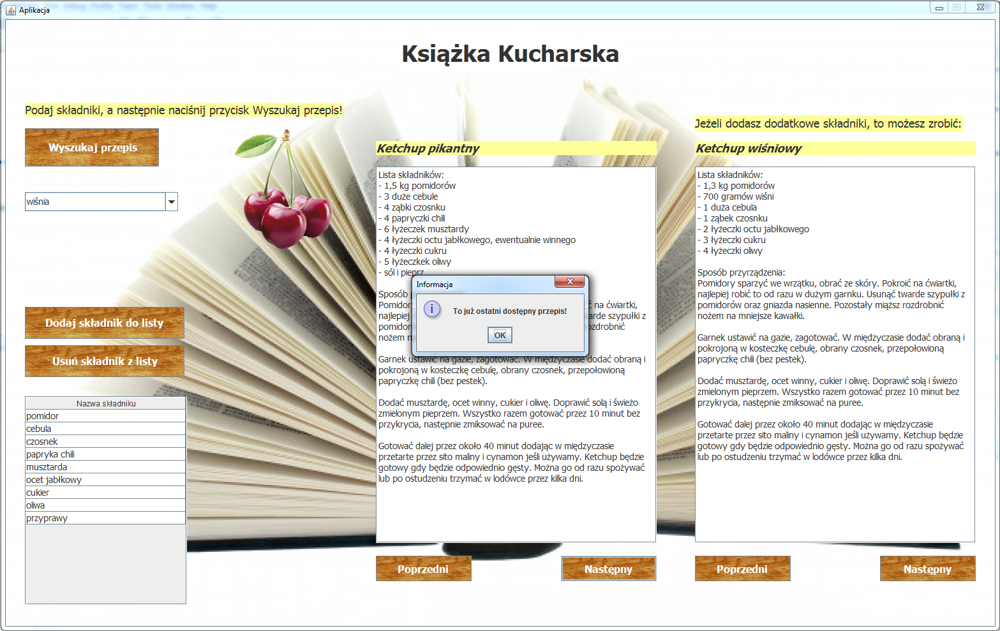 Aplikacja
Książka Kucharska
Podaj składniki, a następnie naciśnij przycisk Wyszukaj przepis!
Wyszukaj przepis
wiśnia
Dodaj składnik do listy
Usuń składnik z listy
Nazwa składniku
pomidor
cebula
czosnek
papryka chili
musztarda
ocet jabłkowy
cukier
oliwa
przyprawy
Ketchup pikantny
Lista składników:
- 1,5 kg pomidorów
- 3 duże cebule
- 4 ząbki czosnku
- 4 papryczki chili
- 6 łyżeczek musztardy
- 4 łyżeczki octu jabłkowego, ewentualnie winnego
- 4 łyżeczki cukru
- 5 łyżeczkek oliwy
- sól i pieprz
Sposób
na ćwiartki,
najlepiej szypułki z
nożem
Garnek ustawić na gazie, zagotować. W międzyczasie dodać obraną i
pokrojoną w kosteczkę cebulę, obrany czosnek, przepołowioną
papryczkę chili (bez pestek).
Dodać musztardę, ocet winny, cukier i oliwę. Doprawić solą i świeżo
zmielonym pieprzem. Wszystko razem gotować przez 10 minut bez
przykrycia, następnie zmiksować na puree.
Gotować dalej przez około 40 minut dodając w międzyczasie
przetarte przez sito maliny i cynamon jeśli używamy. Ketchup będzie
gotowy gdy będzie odpowiednio gęsty. Można go od razu spożywać
lub po ostudzeniu trzymać w lodówce przez kilka dni.
Poprzedni
Następny
Informacja
To już ostatni dostępny przepis!
OK
Jeżeli dodasz dodatkowe składniki, to możesz zrobić:
Ketchup wiśniowy
Lista składników:
- 1,3 kg pomidorów
- 700 gramów wiśni
- 1 duża cebula
- 1 ząbek czosnku
- 2 łyżeczki octu jabłkowego
- 3 łyżeczki cukru
- 4 łyżeczki oliwy
Sposób przyrządzenia:
Pomidory sparzyć we wrzątku, obrać ze skóry. Pokroić na ćwiartki,
najlepiej robić to od razu w dużym garnku. Usunąć twarde szypułki z
pomidorów oraz gniazda nasienne. Pozostały miąższ rozdrobnić
nożem na mniejsze kawałki.
Garnek ustawić na gazie, zagotować. W międzyczasie dodać obraną i
pokrojoną w kosteczkę cebulę, obrany czosnek, przepołowioną
papryczkę chili (bez pestek).
Dodać musztardę, ocet winny, cukier i oliwę. Doprawić solą i świeżo
zmielonym pieprzem. Wszystko razem gotować przez 10 minut bez
przykrycia, następnie zmiksować na puree.
Gotować dalej przez około 40 minut dodając w międzyczasie
przetarte przez sito maliny i cynamon jeśli używamy. Ketchup będzie
gotowy gdy będzie odpowiednio gęsty. Można go od razu spożywać
lub po ostudzeniu trzymać w lodówce przez kilka dni.
Poprzedni
Następny